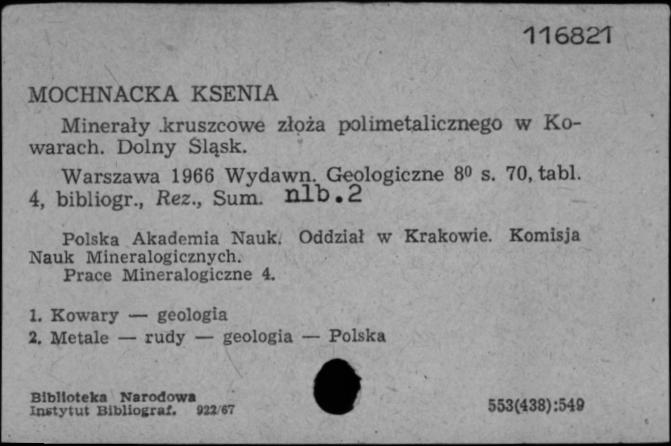 116821
MOCHNACKA KSENIA
Minerały kruszcowe złoża polimetalicznego w Ko-
warach. Dolny Śląsk.
Warszawa 1966 Wydawn. Geologiczne 8⁰ s. 70, tabl.
4, bibliogr., Rez., Sum. nlb.2
Polska Akademia Nauk. Oddział w Krakowie. Komisja
Nauk Mineralogicznych.
Prace Mineralogiczne 4.
1. Kowary — geologia
2. Metale — rudy — geologia — Polska
Biblioteka Narodowa
Instytut Bibliograf. 922/67
553(438):549